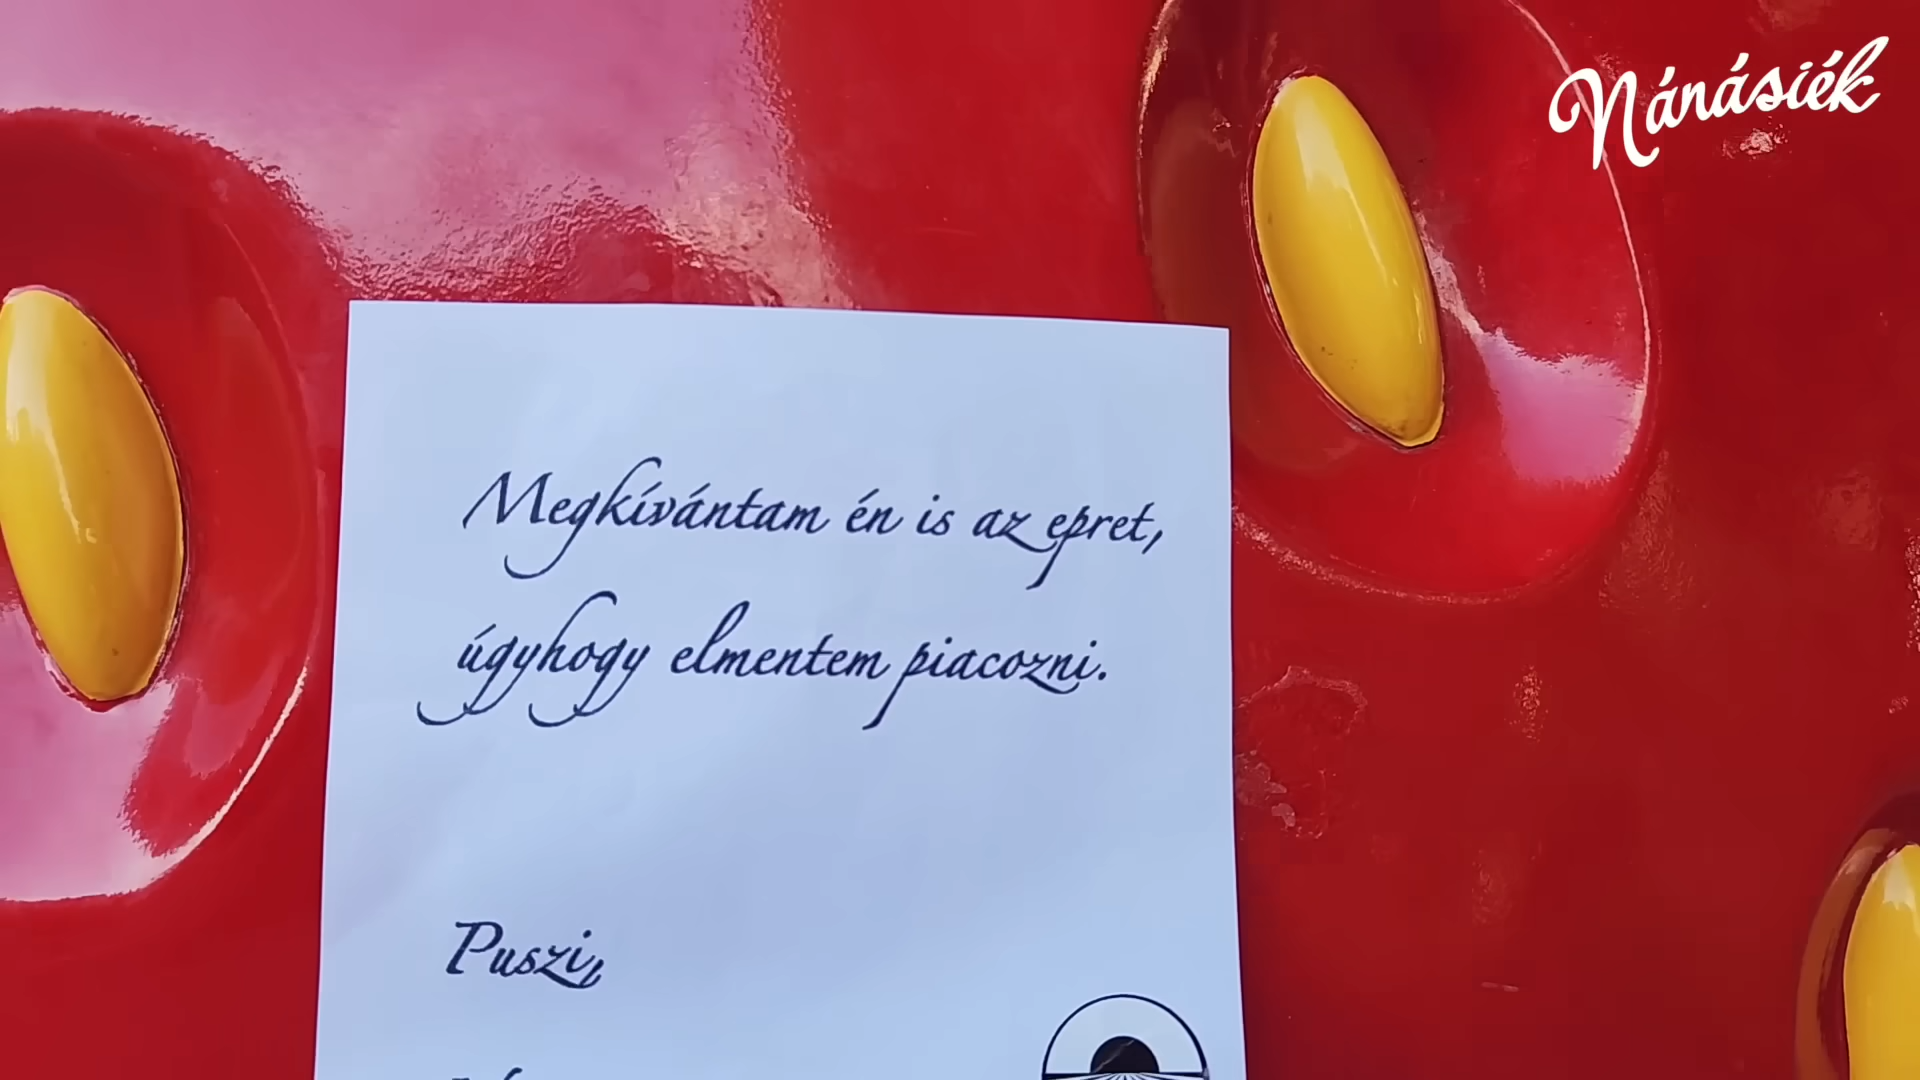 Nánásiék
Megkívántam én is az epret,
úgyhogy elmentem piacozni.
Puszi,